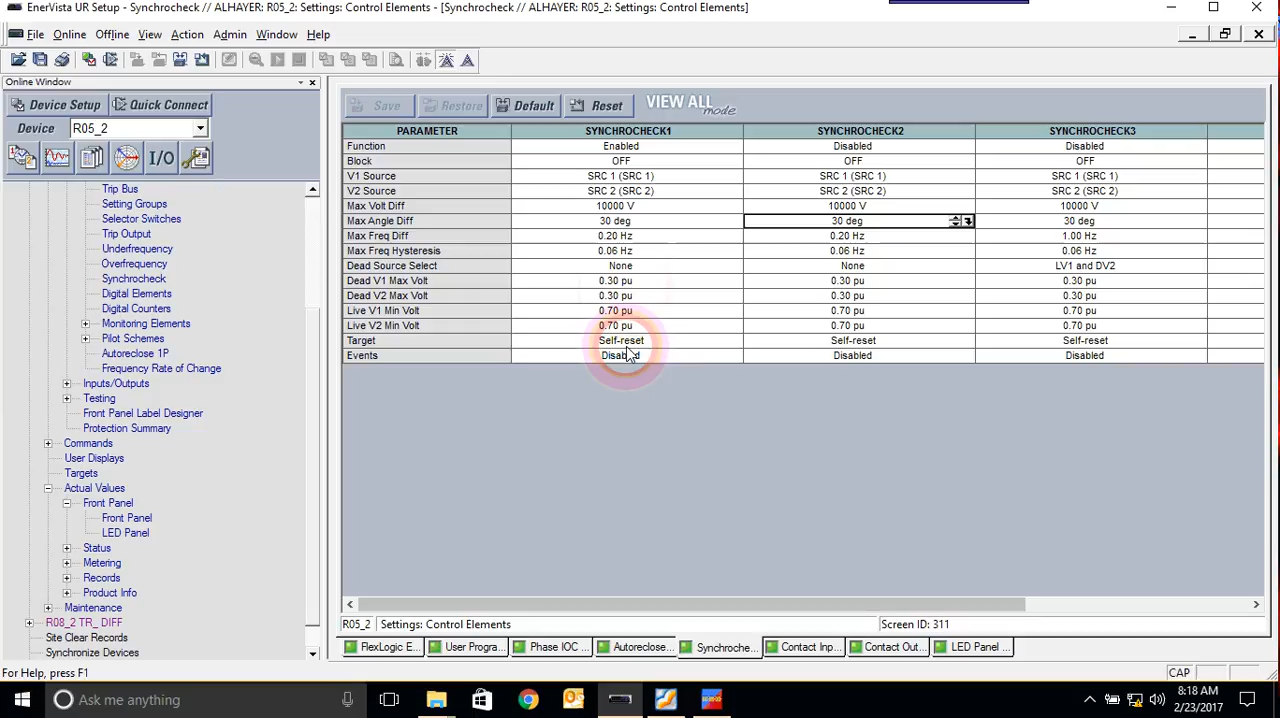 EnerVista UR Setup - Synchrocheck // ALHAYER: R05_2: Settings: Control Elements - [Synchrocheck // ALHAYER: R05_2: Settings: Control Elements]
File Online Offline View Action Admin Window Help
Online Window
Device Setup Quick Connect
Device R05_2
I/O
Trip Bus
Setting Groups
Selector Switches
Trip Output
Underfrequency
Overfrequency
Synchrocheck
Digital Elements
Digital Counters
Monitoring Elements
Pilot Schemes
Autoreclose 1P
Frequency Rate of Change
Inputs/Outputs
Testing
Front Panel Label Designer
Protection Summary
Commands
User Displays
Targets
Actual Values
Front Panel
Front Panel
LED Panel
Status
Metering
Records
Product Info
Maintenance
R08_2 TR_ DIFF
Site Clear Records
Synchronize Devices
Save Restore Default Reset VIEW ALL mode
PARAMETER SYNCHROCHECK1 SYNCHROCHECK2 SYNCHROCHECK3
Function Enabled Disabled Disabled
Block OFF OFF OFF
V1 Source SRC 1 (SRC 1) SRC 1 (SRC 1) SRC 1 (SRC 1)
V2 Source SRC 2 (SRC 2) SRC 2 (SRC 2) SRC 2 (SRC 2)
Max Volt Diff 10000 V 10000 V 10000 V
Max Angle Diff 30 deg 30 deg 30 deg
Max Freq Diff 0.20 Hz 0.20 Hz 1.00 Hz
Max Freq Hysteresis 0.06 Hz 0.06 Hz 0.06 Hz
Dead Source Select None None LV1 and DV2
Dead V1 Max Volt 0.30 pu 0.30 pu 0.30 pu
Dead V2 Max Volt 0.30 pu 0.30 pu 0.30 pu
Live V1 Min Volt 0.70 pu 0.70 pu 0.70 pu
Live V2 Min Volt 0.70 pu 0.70 pu 0.70 pu
Target Self-reset Self-reset Self-reset
Events Disabled Disabled Disabled
R05_2 Settings: Control Elements Screen ID: 311
FlexLogic E... User Progra... Phase IOC ... Autoreclose... Synchroche... Contact Inp... Contact Out... LED Panel ...
For Help, press F1 CAP
Ask me anything
8:18 AM
2/23/2017